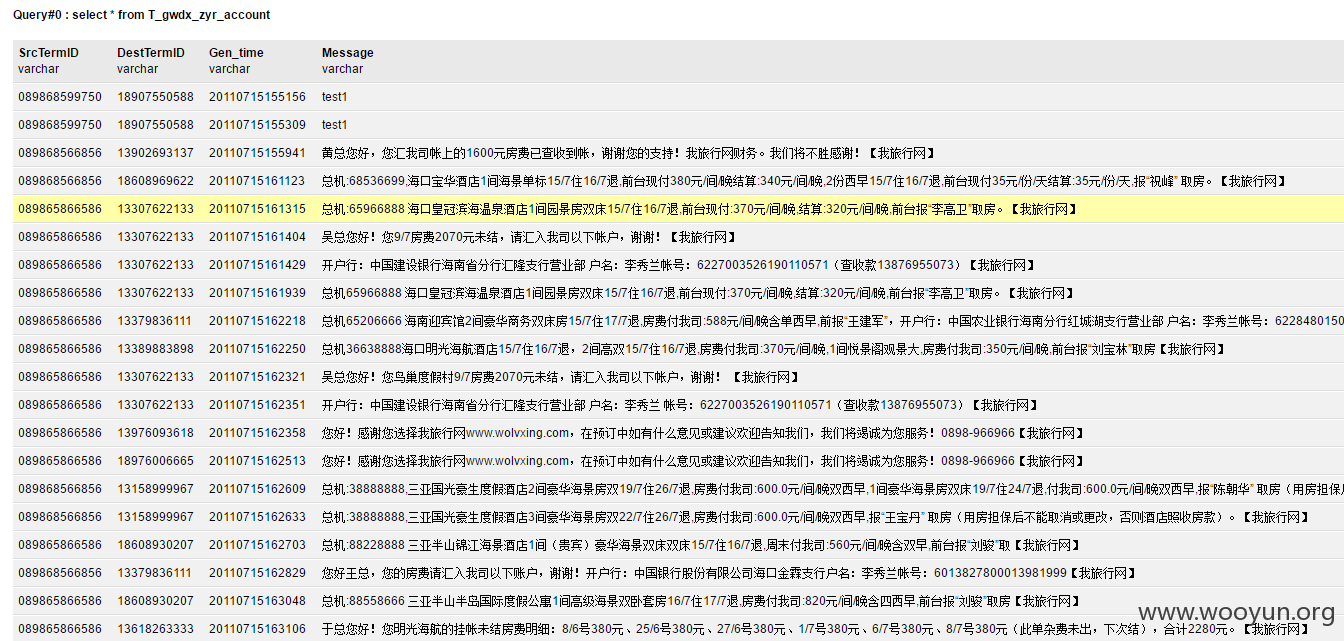 Query#0 : select * from T_gwdx_zyr_account
SrcTermID DestTermID Gen_time Message
varchar varchar varchar varchar
089868599750 18907550588 20110715155156 test1
089868599750 18907550588 20110715155309 test1
089868566856 13902693137 20110715155941 黄总您好，您汇我司帐上的1600元房费已查收到帐，谢谢您的支持！我旅行网财务。我们将不胜感谢！【我旅行网】
089868566856 18608969622 20110715161123 总机:68536699,海口宝华酒店1间海景单标15/7住16/7退,前台现付380元/间/晚结算:340元/间/晚,2份西早15/7住16/7退,前台现付35元/份/天结算:35元/份/天,报“祝峰” 取房。【我旅行网】
089865866586 13307622133 20110715161315 总机:65966888 海口皇冠滨海温泉酒店1间园景房双床15/7住16/7退,前台现付:370元/间/晚,结算:320元/间/晚,前台报“李高卫”取房。【我旅行网】
089865866586 13307622133 20110715161404 吴总您好！您9/7房费2070元未结，请汇入我司以下帐户，谢谢！【我旅行网】
089865866586 13307622133 20110715161429 开户行：中国建设银行海南省分行汇隆支行营业部 户名：李秀兰帐号：6227003526190110571（查收款13876955073）【我旅行网】
089865866586 13307622133 20110715161939 总机65966888 海口皇冠滨海温泉酒店1间园景房双床15/7住16/7退,前台现付:370元/间/晚,结算:320元/间/晚,前台报“李高卫”取房。【我旅行网】
089865866586 13379836111 20110715162218 总机65206666 海南迎宾馆2间豪华商务双床房15/7住17/7退,房费付我司:588元/间/晚含单西早,前报“王建军”，开户行：中国农业银行海南分行红城湖支行营业部 户名：李秀兰帐号：622848015
089865866586 13389883898 20110715162250 总机36638888海口明光海航酒店15/7住16/7退，2间高双15/7住16/7退,房费付我司:370元/间/晚,1间悦景阁观景大,房费付我司:350元/间/晚,前台报“刘宝林”取房【我旅行网】
089865866586 13307622133 20110715162321 吴总您好！您鸟巢度假村9/7房费2070元未结，请汇入我司以下帐户，谢谢！ 【我旅行网】
089865866586 13307622133 20110715162351 开户行：中国建设银行海南省分行汇隆支行营业部 户名：李秀兰 帐号：6227003526190110571（查收款13876955073）【我旅行网】
089865866586 13976093618 20110715162358 您好！感谢您选择我旅行网www.wolvxing.com，在预订中如有什么意见或建议欢迎告知我们，我们将竭诚为您服务！0898-966966【我旅行网】
089865866586 18976006665 20110715162513 您好！感谢您选择我旅行网www.wolvxing.com，在预订中如有什么意见或建议欢迎告知我们，我们将竭诚为您服务！0898-966966【我旅行网】
089865866586 13158999967 20110715162609 总机:38888888,三亚国光豪生度假酒店2间豪华海景房双19/7住26/7退,房费付我司:600.0元/间/晚双西早,1间豪华海景房双床19/7住24/7退,付我司:600.0元/间/晚双西早,报“陈朝华” 取房（用房担保
089865866586 13158999967 20110715162633 总机:38888888,三亚国光豪生度假酒店3间豪华海景房双22/7住26/7退,房费付我司:600.0元/间/晚双西早,报“王宝丹” 取房（用房担保后不能取消或更改，否则酒店照收房款）。【我旅行网】
089865866586 18608930207 20110715162703 总机:88228888 三亚半山锦江海景酒店1间（贵宾）豪华海景双床双床15/7住16/7退,周末付我司:560元/间/晚含双早,前台报“刘骏”取【我旅行网】
089865866586 13379836111 20110715162829 您好王总，您的房费请汇入我司以下账户，谢谢！开户行：中国银行股份有限公司海口金霖支行户名：李秀兰帐号：6013827800013981999【我旅行网】
089865866586 18608930207 20110715163048 总机:88558666 三亚半山半岛国际度假公寓1间高级海景双卧套房16/7住17/7退,房费付我司:820元/间/晚含四西早,前台报“刘骏”取房【我旅行网】
089865866586 13618263333 20110715163106 于总您好！您明光海航的挂帐未结房费明细：8/6号380元、25/6号380元、27/6号380元、1/7号380元、6/7号380元、8/7号380元（此单杂费未出，下次结），合计2280元。【我旅行网】
www.wooyun.org